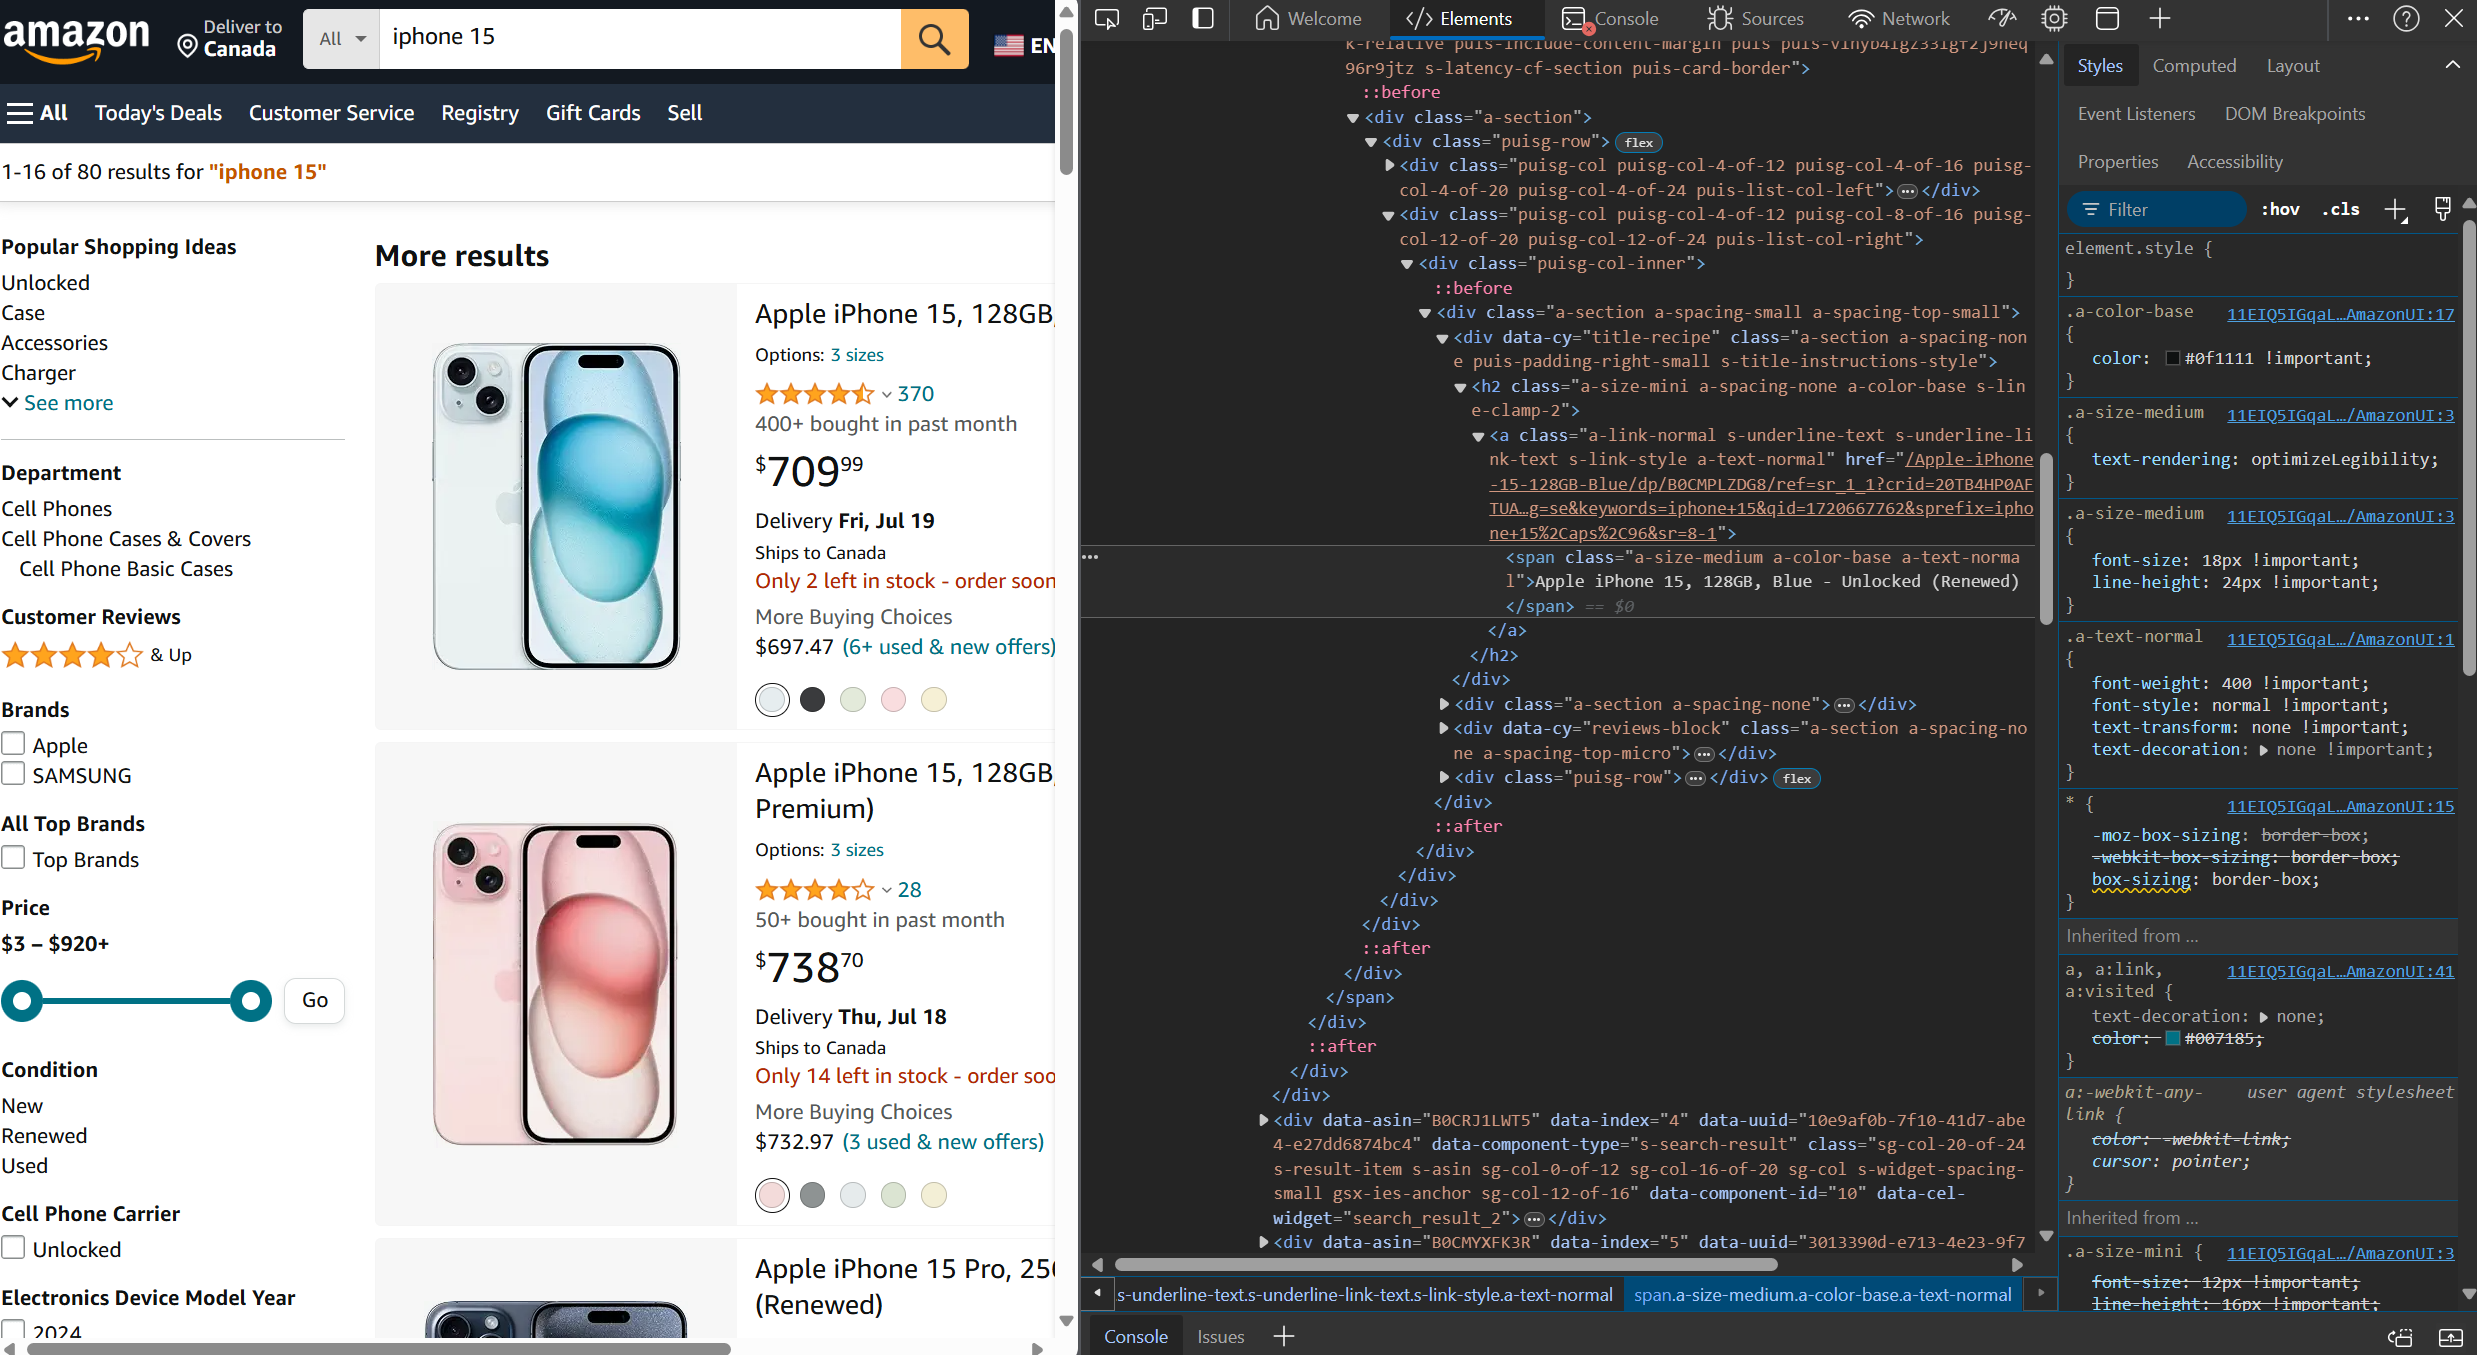 amazon
Deliver to
Canada
All
iphone 15
EN
All
Today's Deals
Customer Service
Registry
Gift Cards
Sell
1-16 of 80 results for "iphone 15"
Popular Shopping Ideas
Unlocked
Case
Accessories
Charger
See more
Department
Cell Phones
Cell Phone Cases & Covers
Cell Phone Basic Cases
Customer Reviews
& Up
Brands
Apple
SAMSUNG
All Top Brands
Top Brands
Price
$3 – $920+
Go
Condition
New
Renewed
Used
Cell Phone Carrier
Unlocked
Electronics Device Model Year
2024
More results
Apple iPhone 15, 128GB,
Options: 3 sizes
370
400+ bought in past month
$709 99
Delivery Fri, Jul 19
Ships to Canada
Only 2 left in stock - order soon
More Buying Choices
$697.47 (6+ used & new offers)
Apple iPhone 15, 128GB,
Premium)
Options: 3 sizes
28
50+ bought in past month
$738 70
Delivery Thu, Jul 18
Ships to Canada
Only 14 left in stock - order soo
More Buying Choices
$732.97 (3 used & new offers)
Apple iPhone 15 Pro, 256
(Renewed)
Welcome
</> Elements
Console
Sources
Network
96r9jtz s-latency-cf-section puis-card-border">
::before
<div class="a-section">
<div class="puisg-row"> flex
<div class="puisg-col puisg-col-4-of-12 puisg-col-4-of-16 puisg-
col-4-of-20 puisg-col-4-of-24 puis-list-col-left"> ⋯ </div>
<div class="puisg-col puisg-col-4-of-12 puisg-col-8-of-16 puisg-
col-12-of-20 puisg-col-12-of-24 puis-list-col-right">
<div class="puisg-col-inner">
::before
<div class="a-section a-spacing-small a-spacing-top-small">
<div data-cy="title-recipe" class="a-section a-spacing-non
e puis-padding-right-small s-title-instructions-style">
<h2 class="a-size-mini a-spacing-none a-color-base s-lin
e-clamp-2">
<a class="a-link-normal s-underline-text s-underline-li
nk-text s-link-style a-text-normal" href="/Apple-iPhone
-15-128GB-Blue/dp/B0CMPLZDG8/ref=sr_1_1?crid=20TB4HP0AF
TUA…g=se&keywords=iphone+15&qid=1720667762&sprefix=ipho
ne+15%2Caps%2C96&sr=8-1">
<span class="a-size-medium a-color-base a-text-norma
l">Apple iPhone 15, 128GB, Blue - Unlocked (Renewed)
</span> == $0
</a>
</h2>
</div>
<div class="a-section a-spacing-none"> ⋯ </div>
<div data-cy="reviews-block" class="a-section a-spacing-no
ne a-spacing-top-micro"> ⋯ </div>
<div class="puisg-row"> ⋯ </div> flex
</div>
::after
</div>
</div>
</div>
</div>
::after
</div>
</span>
</div>
::after
</div>
</div>
<div data-asin="B0CRJ1LWT5" data-index="4" data-uuid="10e9af0b-7f10-41d7-abe
4-e27dd6874bc4" data-component-type="s-search-result" class="sg-col-20-of-24
s-result-item s-asin sg-col-0-of-12 sg-col-16-of-20 sg-col s-widget-spacing-
small gsx-ies-anchor sg-col-12-of-16" data-component-id="10" data-cel-
widget="search_result_2"> ⋯ </div>
<div data-asin="B0CMYXFK3R" data-index="5" data-uuid="3013390d-e713-4e23-9f7
s-underline-text.s-underline-link-text.s-link-style.a-text-normal
span.a-size-medium.a-color-base.a-text-normal
Console
Issues
Styles
Computed
Layout
Event Listeners
DOM Breakpoints
Properties
Accessibility
Filter
:hov
.cls
element.style {
}
.a-color-base 11EIQ5IGqaL…AmazonUI:17
{
color: #0f1111 !important;
}
.a-size-medium 11EIQ5IGqaL…/AmazonUI:3
{
text-rendering: optimizeLegibility;
}
.a-size-medium 11EIQ5IGqaL…/AmazonUI:3
{
font-size: 18px !important;
line-height: 24px !important;
}
.a-text-normal 11EIQ5IGqaL…/AmazonUI:1
{
font-weight: 400 !important;
font-style: normal !important;
text-transform: none !important;
text-decoration: none !important;
}
* { 11EIQ5IGqaL…AmazonUI:15
-moz-box-sizing: border-box;
-webkit-box-sizing: border-box;
box-sizing: border-box;
}
Inherited from ...
a, a:link, 11EIQ5IGqaL…AmazonUI:41
a:visited {
text-decoration: none;
color: #007185;
}
a:-webkit-any- user agent stylesheet
link {
color: -webkit-link;
cursor: pointer;
}
Inherited from ...
.a-size-mini { 11EIQ5IGqaL…/AmazonUI:3
font-size: 12px !important;
line-height: 16px !important;